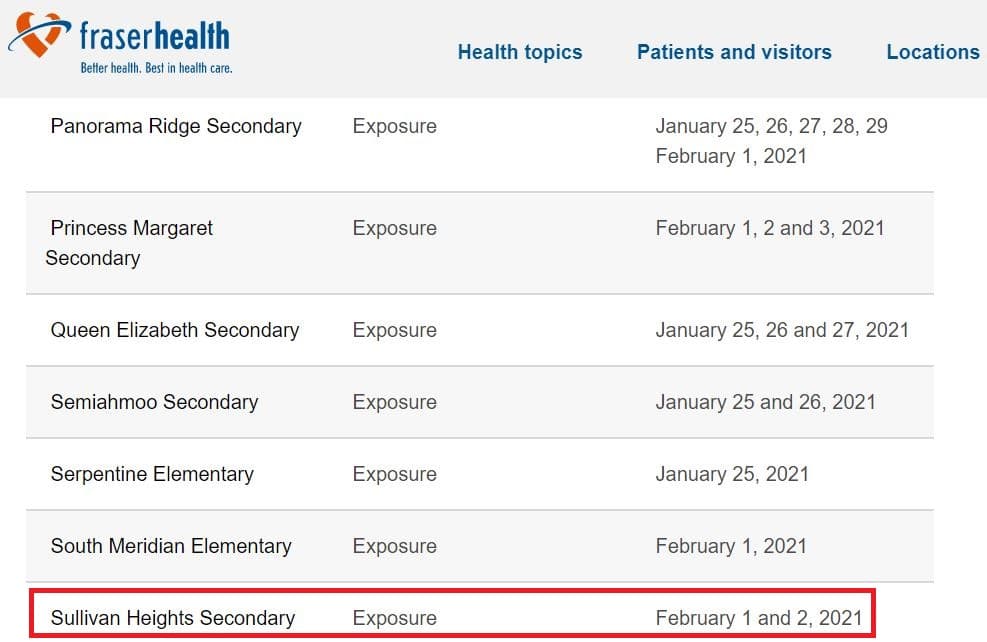 fraserhealth
Better health. Best in health care.
Health topics Patients and visitors Locations
Panorama Ridge Secondary Exposure January 25, 26, 27, 28, 29
February 1, 2021
Princess Margaret Exposure February 1, 2 and 3, 2021
Secondary
Queen Elizabeth Secondary Exposure January 25, 26 and 27, 2021
Semiahmoo Secondary Exposure January 25 and 26, 2021
Serpentine Elementary Exposure January 25, 2021
South Meridian Elementary Exposure February 1, 2021
Sullivan Heights Secondary Exposure February 1 and 2, 2021